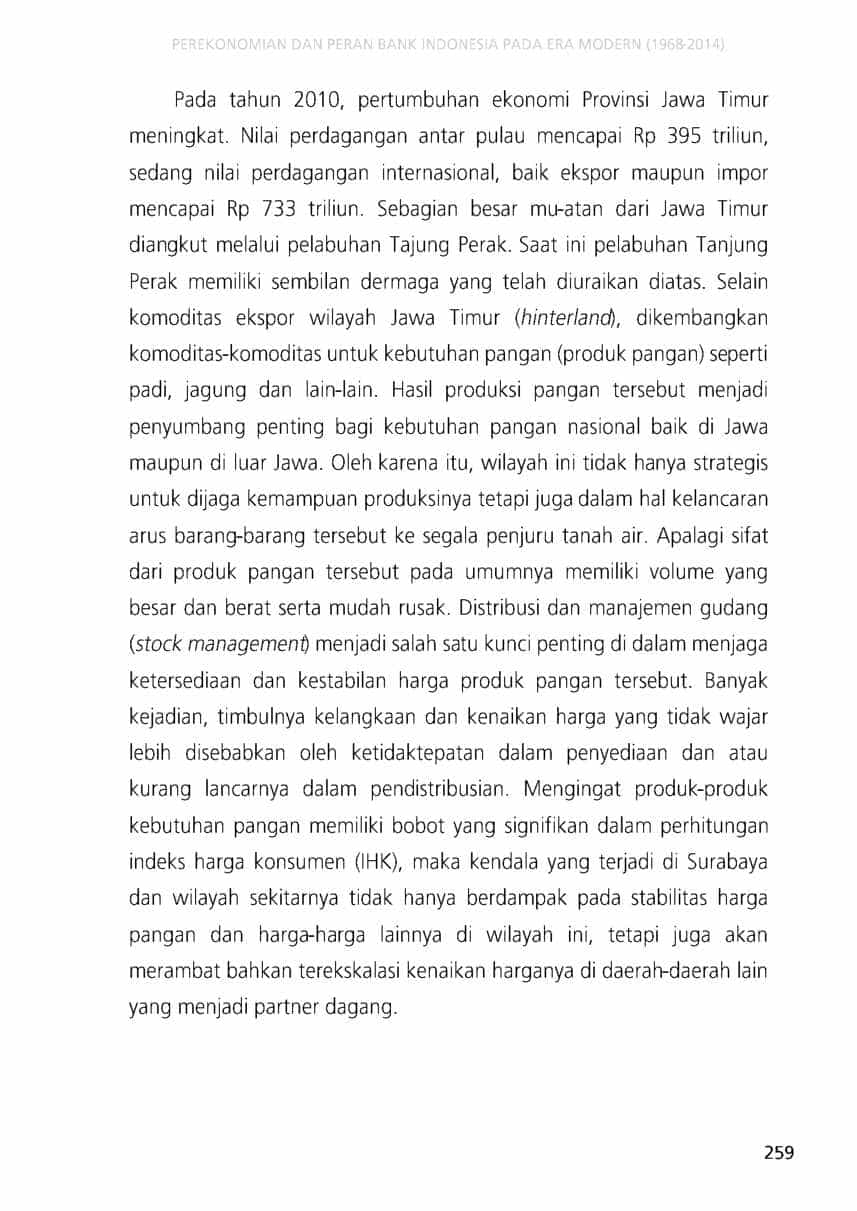 PEREKONOMIAN DAN PERAN BANK INDONESIA PADA ERA MODERN (1968-2014)
Pada tahun 2010, pertumbuhan ekonomi Provinsi Jawa Timur
meningkat. Nilai perdagangan antar pulau mencapai Rp 395 triliun,
sedang nilai perdagangan internasional, baik ekspor maupun impor
mencapai Rp 733 triliun. Sebagian besar mu-atan dari Jawa Timur
diangkut melalui pelabuhan Tajung Perak. Saat ini pelabuhan Tanjung
Perak memiliki sembilan dermaga yang telah diuraikan diatas. Selain
komoditas ekspor wilayah Jawa Timur (hinterland), dikembangkan
komoditas-komoditas untuk kebutuhan pangan (produk pangan) seperti
padi, jagung dan lain-lain. Hasil produksi pangan tersebut menjadi
penyumbang penting bagi kebutuhan pangan nasional baik di Jawa
maupun di luar Jawa. Oleh karena itu, wilayah ini tidak hanya strategis
untuk dijaga kemampuan produksinya tetapi juga dalam hal kelancaran
arus barang-barang tersebut ke segala penjuru tanah air. Apalagi sifat
dari produk pangan tersebut pada umumnya memiliki volume yang
besar dan berat serta mudah rusak. Distribusi dan manajemen gudang
(stock management) menjadi salah satu kunci penting di dalam menjaga
ketersediaan dan kestabilan harga produk pangan tersebut. Banyak
kejadian, timbulnya kelangkaan dan kenaikan harga yang tidak wajar
lebih disebabkan oleh ketidaktepatan dalam penyediaan dan atau
kurang lancarnya dalam pendistribusian. Mengingat produk-produk
kebutuhan pangan memiliki bobot yang signifikan dalam perhitungan
indeks harga konsumen (IHK), maka kendala yang terjadi di Surabaya
dan wilayah sekitarnya tidak hanya berdampak pada stabilitas harga
pangan dan harga-harga lainnya di wilayah ini, tetapi juga akan
merambat bahkan terekskalasi kenaikan harganya di daerah-daerah lain
yang menjadi partner dagang.
259